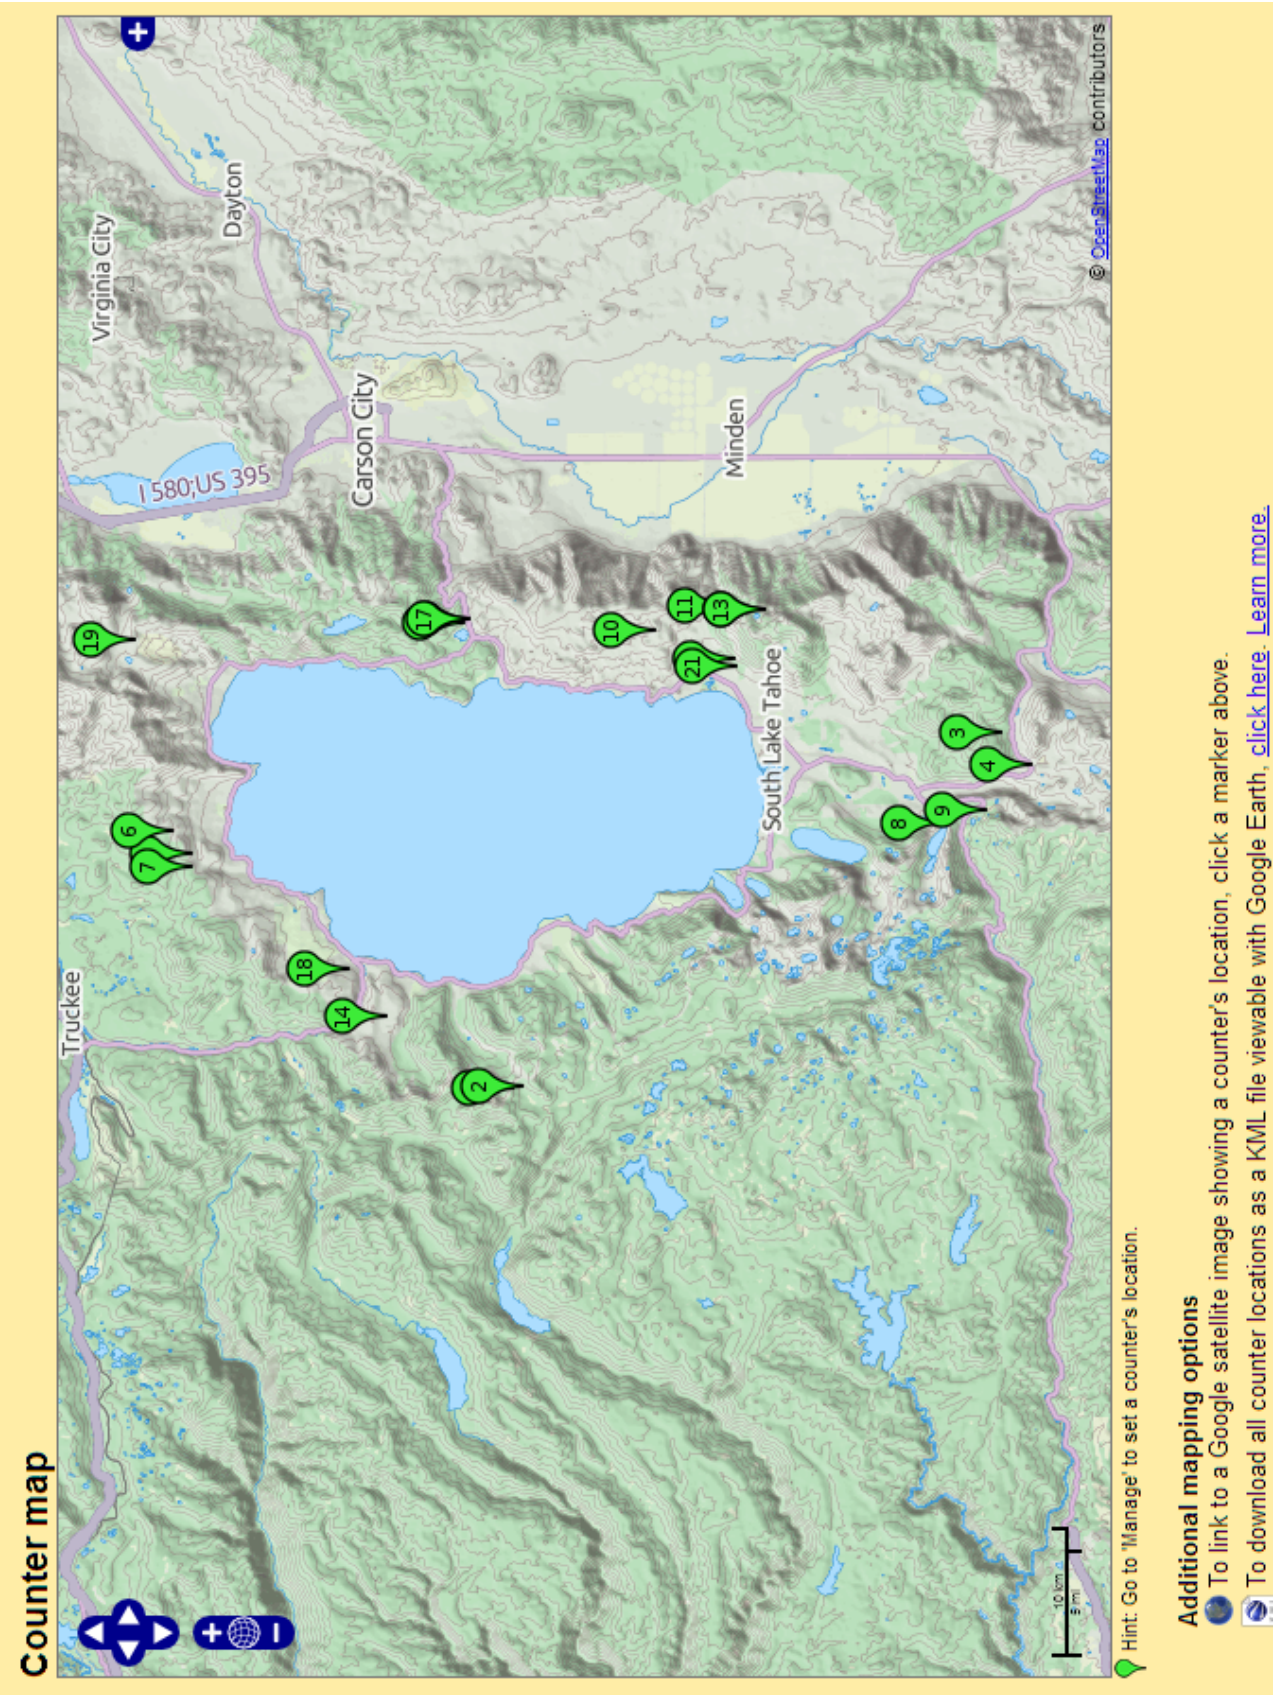 Counter map
Truckee
Virginia City
Dayton
I 580;US 395
Carson City
Minden
South Lake Tahoe
19
6
7
18
14
2
17
10
11
13
21
3
4
8
9
10 km
5 mi
© OpenStreetMap contributors
Hint: Go to 'Manage' to set a counter's location.
Additional mapping options
To link to a Google satellite image showing a counter's location, click a marker above.
To download all counter locations as a KML file viewable with Google Earth, click here. Learn more.